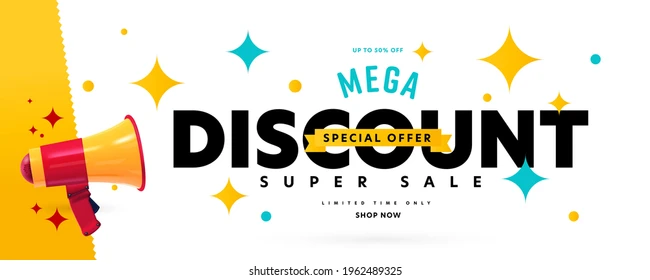 UP TO 50% OFF
MEGA
DISCOUNT
SPECIAL OFFER
SUPER SALE
LIMITED TIME ONLY
SHOP NOW
shutterstock.com · 1962489325